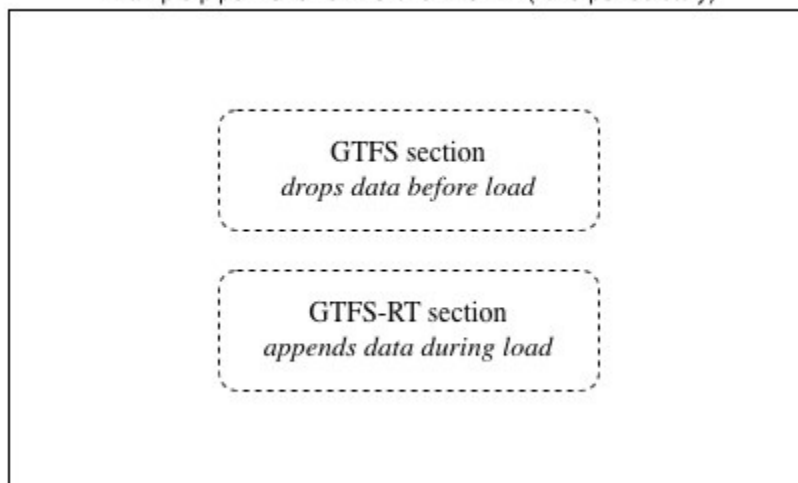 GTFS section
drops data before load
GTFS-RT section
appends data during load